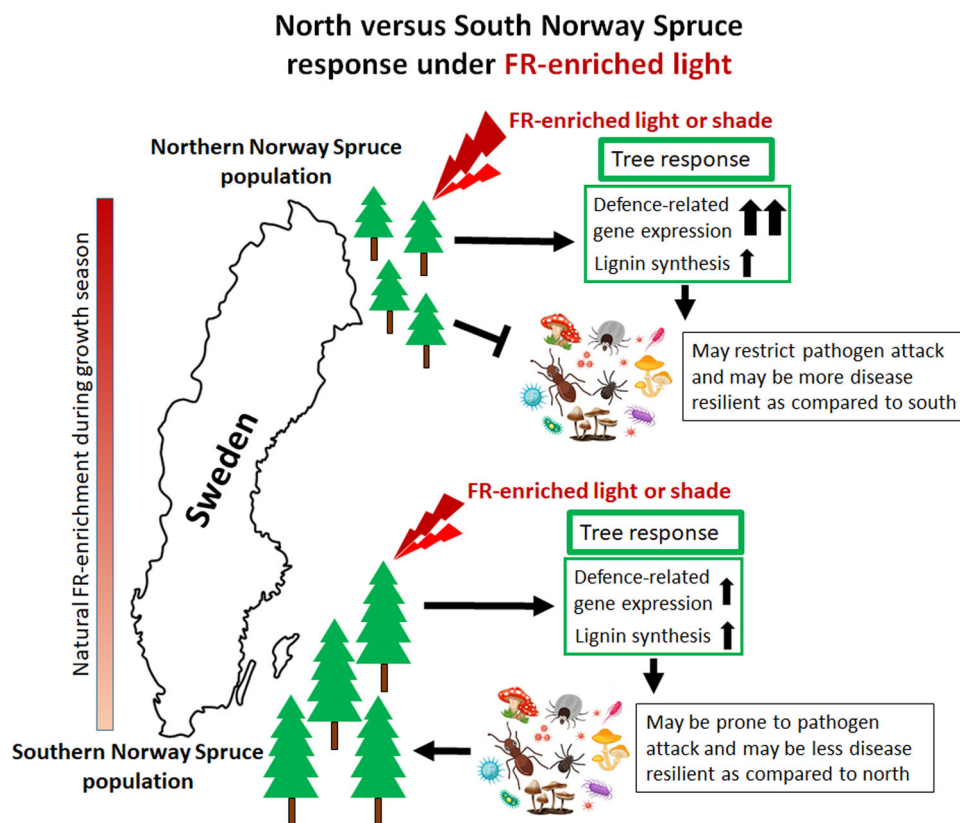 North versus South Norway Spruce
response under FR-enriched light
FR-enriched light or shade
Northern Norway Spruce
population
Tree response
Defence-related
gene expression
Lignin synthesis
May restrict pathogen attack
and may be more disease
resilient as compared to south
Natural FR-enrichment during growth season
Sweden
FR-enriched light or shade
Tree response
Defence-related
gene expression
Lignin synthesis
May be prone to pathogen
attack and may be less disease
resilient as compared to north
Southern Norway Spruce
population